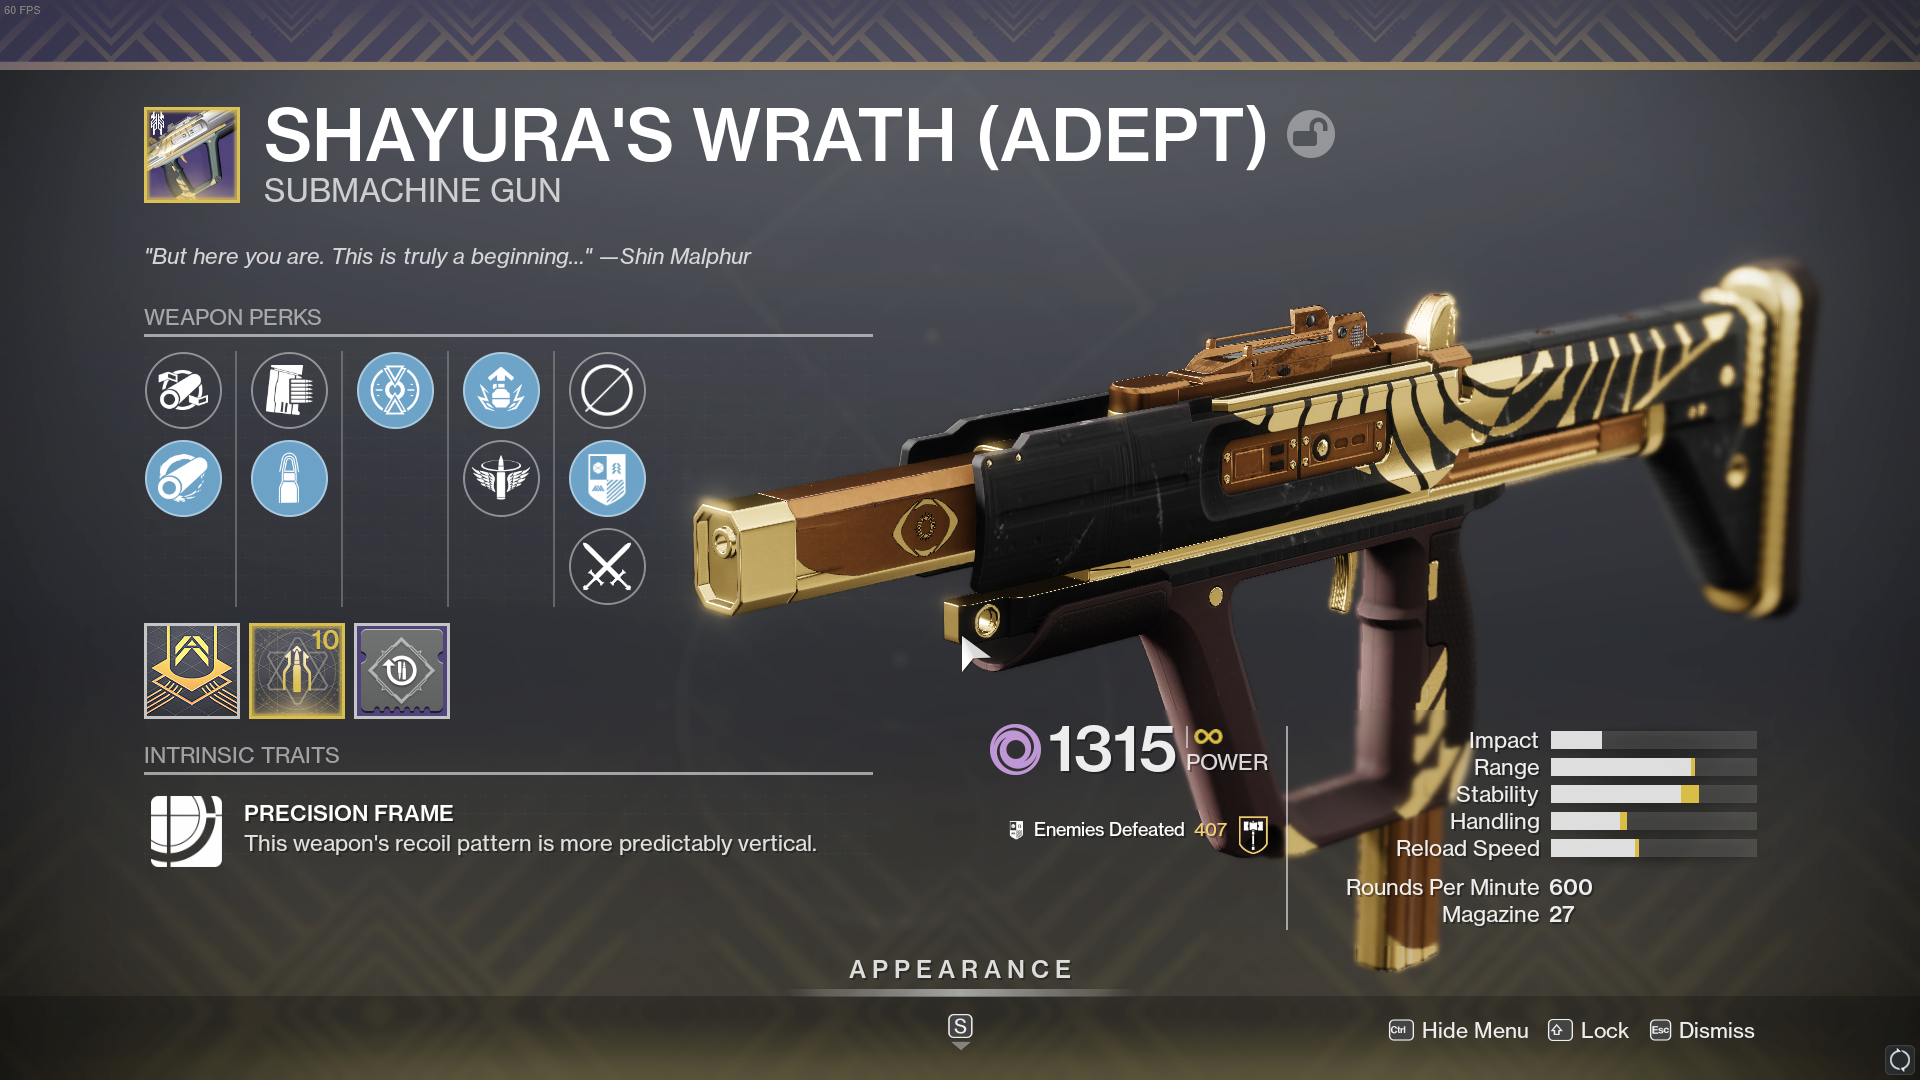 60 FPS
SHAYURA'S WRATH (ADEPT)
SUBMACHINE GUN
"But here you are. This is truly a beginning..." —Shin Malphur
WEAPON PERKS
10
INTRINSIC TRAITS
PRECISION FRAME
This weapon's recoil pattern is more predictably vertical.
1315
∞
POWER
Enemies Defeated 407
Impact
Range
Stability
Handling
Reload Speed
Rounds Per Minute 600
Magazine 27
APPEARANCE
S
Ctrl Hide Menu Lock Esc Dismiss